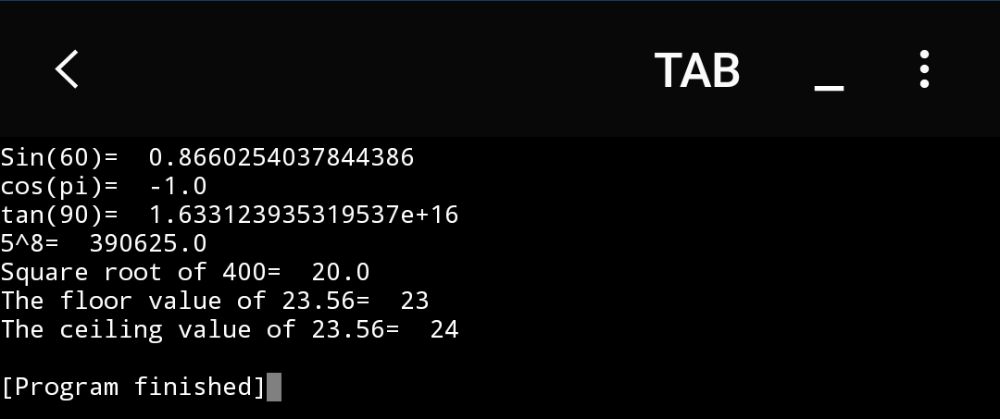 TAB _
Sin(60)=  0.8660254037844386
cos(pi)=  -1.0
tan(90)=  1.633123935319537e+16
5^8=  390625.0
Square root of 400=  20.0
The floor value of 23.56=  23
The ceiling value of 23.56=  24

[Program finished]